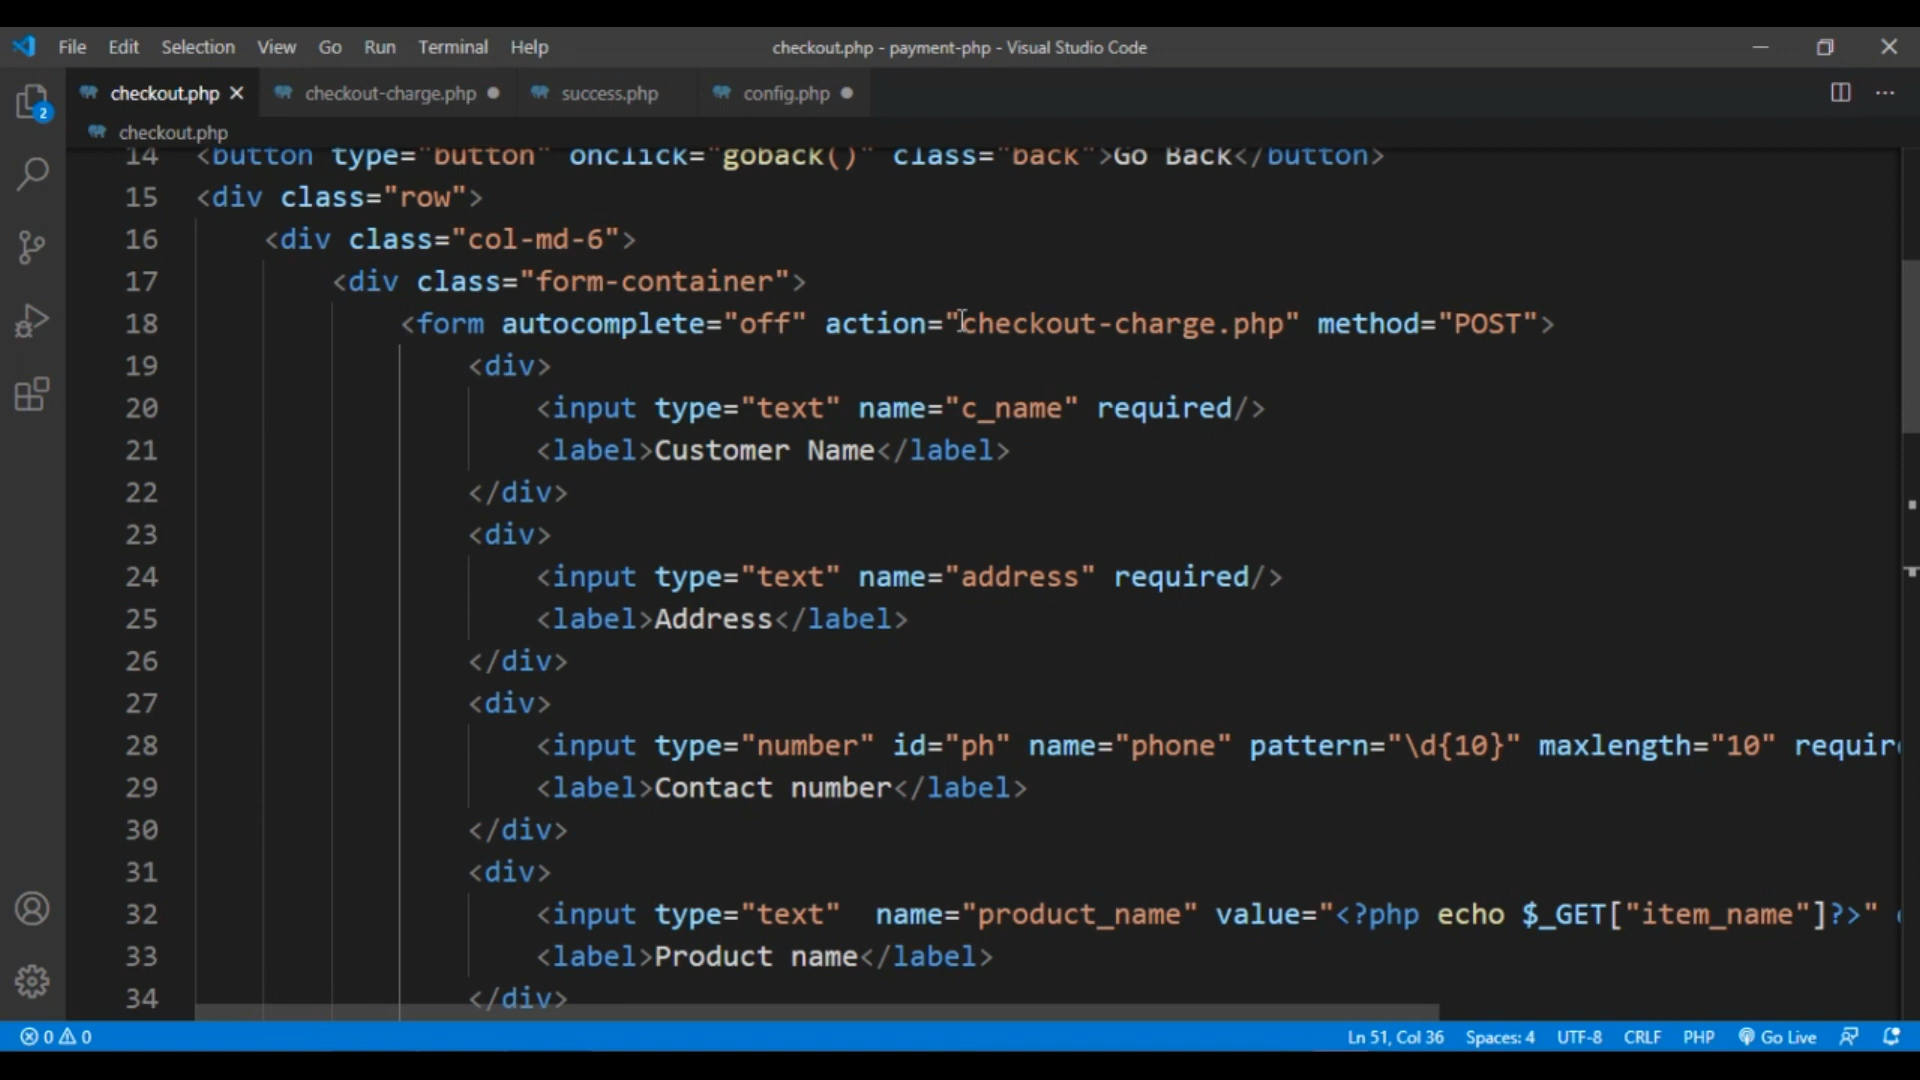 File Edit Selection View Go Run Terminal Help checkout.php - payment-php - Visual Studio Code
checkout.php checkout-charge.php success.php config.php
2
checkout.php
14 <button type="button" onclick="goback()" class="back">Go Back</button>
15 <div class="row">
16 <div class="col-md-6">
17 <div class="form-container">
18 <form autocomplete="off" action="checkout-charge.php" method="POST">
19 <div>
20 <input type="text" name="c_name" required/>
21 <label>Customer Name</label>
22 </div>
23 <div>
24 <input type="text" name="address" required/>
25 <label>Address</label>
26 </div>
27 <div>
28 <input type="number" id="ph" name="phone" pattern="\d{10}" maxlength="10" requir
29 <label>Contact number</label>
30 </div>
31 <div>
32 <input type="text"  name="product_name" value="<?php echo $_GET["item_name"]?>"
33 <label>Product name</label>
34 </div>
0 0 Ln 51, Col 36 Spaces: 4 UTF-8 CRLF PHP Go Live